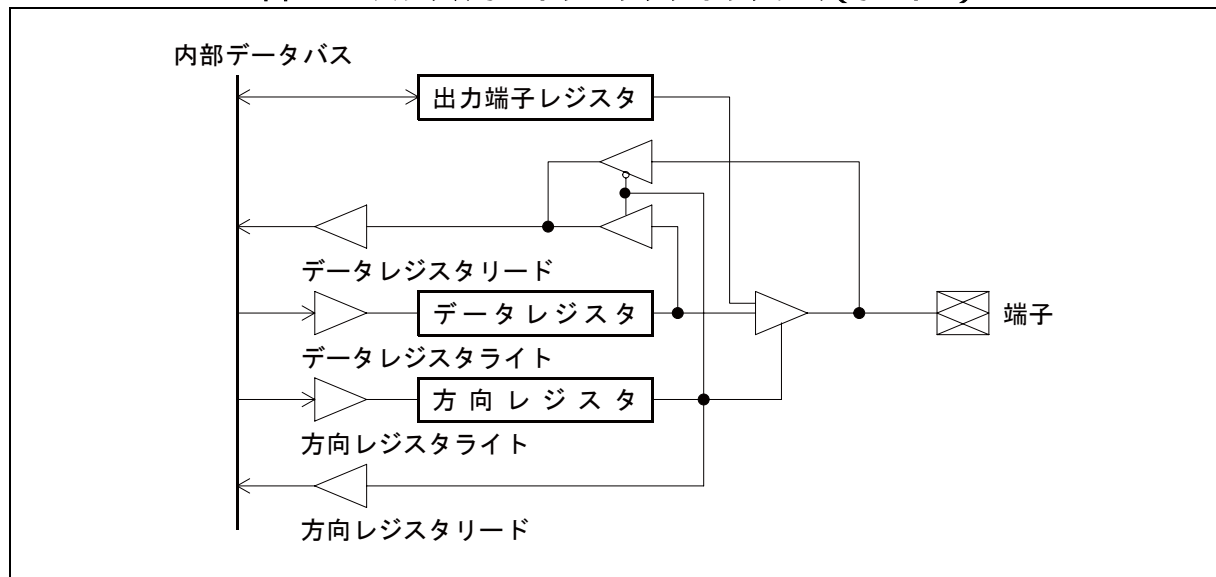 内部データバス
出力端子レジスタ
データレジスタリード
データレジスタ
端子
データレジスタライト
方向レジスタ
方向レジスタライト
方向レジスタリード